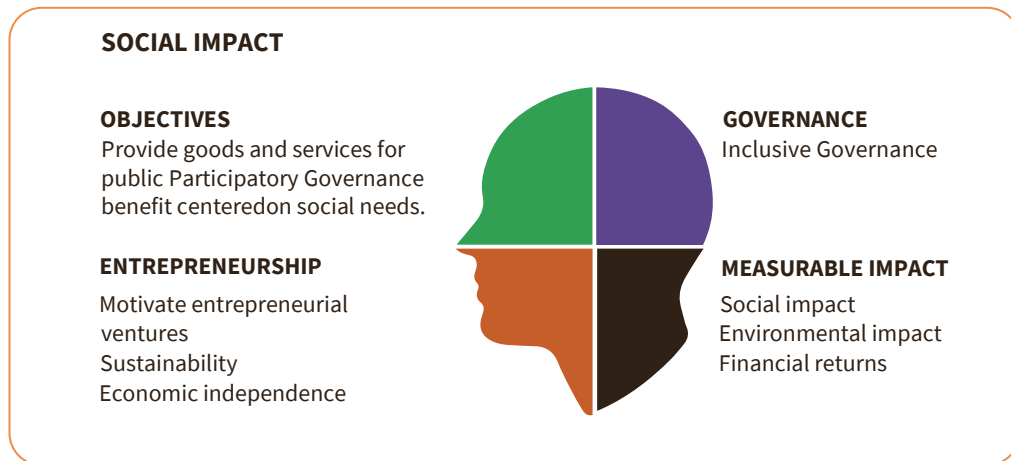 SOCIAL IMPACT
OBJECTIVES
Provide goods and services for
public Participatory Governance
benefit centeredon social needs.
ENTREPRENEURSHIP
Motivate entrepreneurial
ventures
Sustainability
Economic independence
GOVERNANCE
Inclusive Governance
MEASURABLE IMPACT
Social impact
Environmental impact
Financial returns